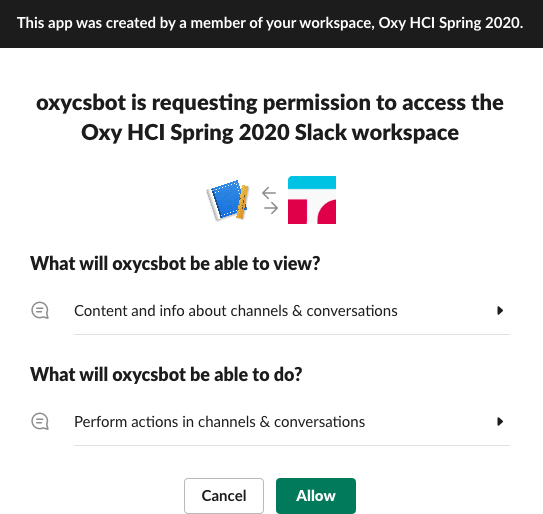 This app was created by a member of your workspace, Oxy HCI Spring 2020.
oxycsbot is requesting permission to access the
Oxy HCI Spring 2020 Slack workspace
What will oxycsbot be able to view?
Content and info about channels & conversations
What will oxycsbot be able to do?
Perform actions in channels & conversations
Cancel Allow